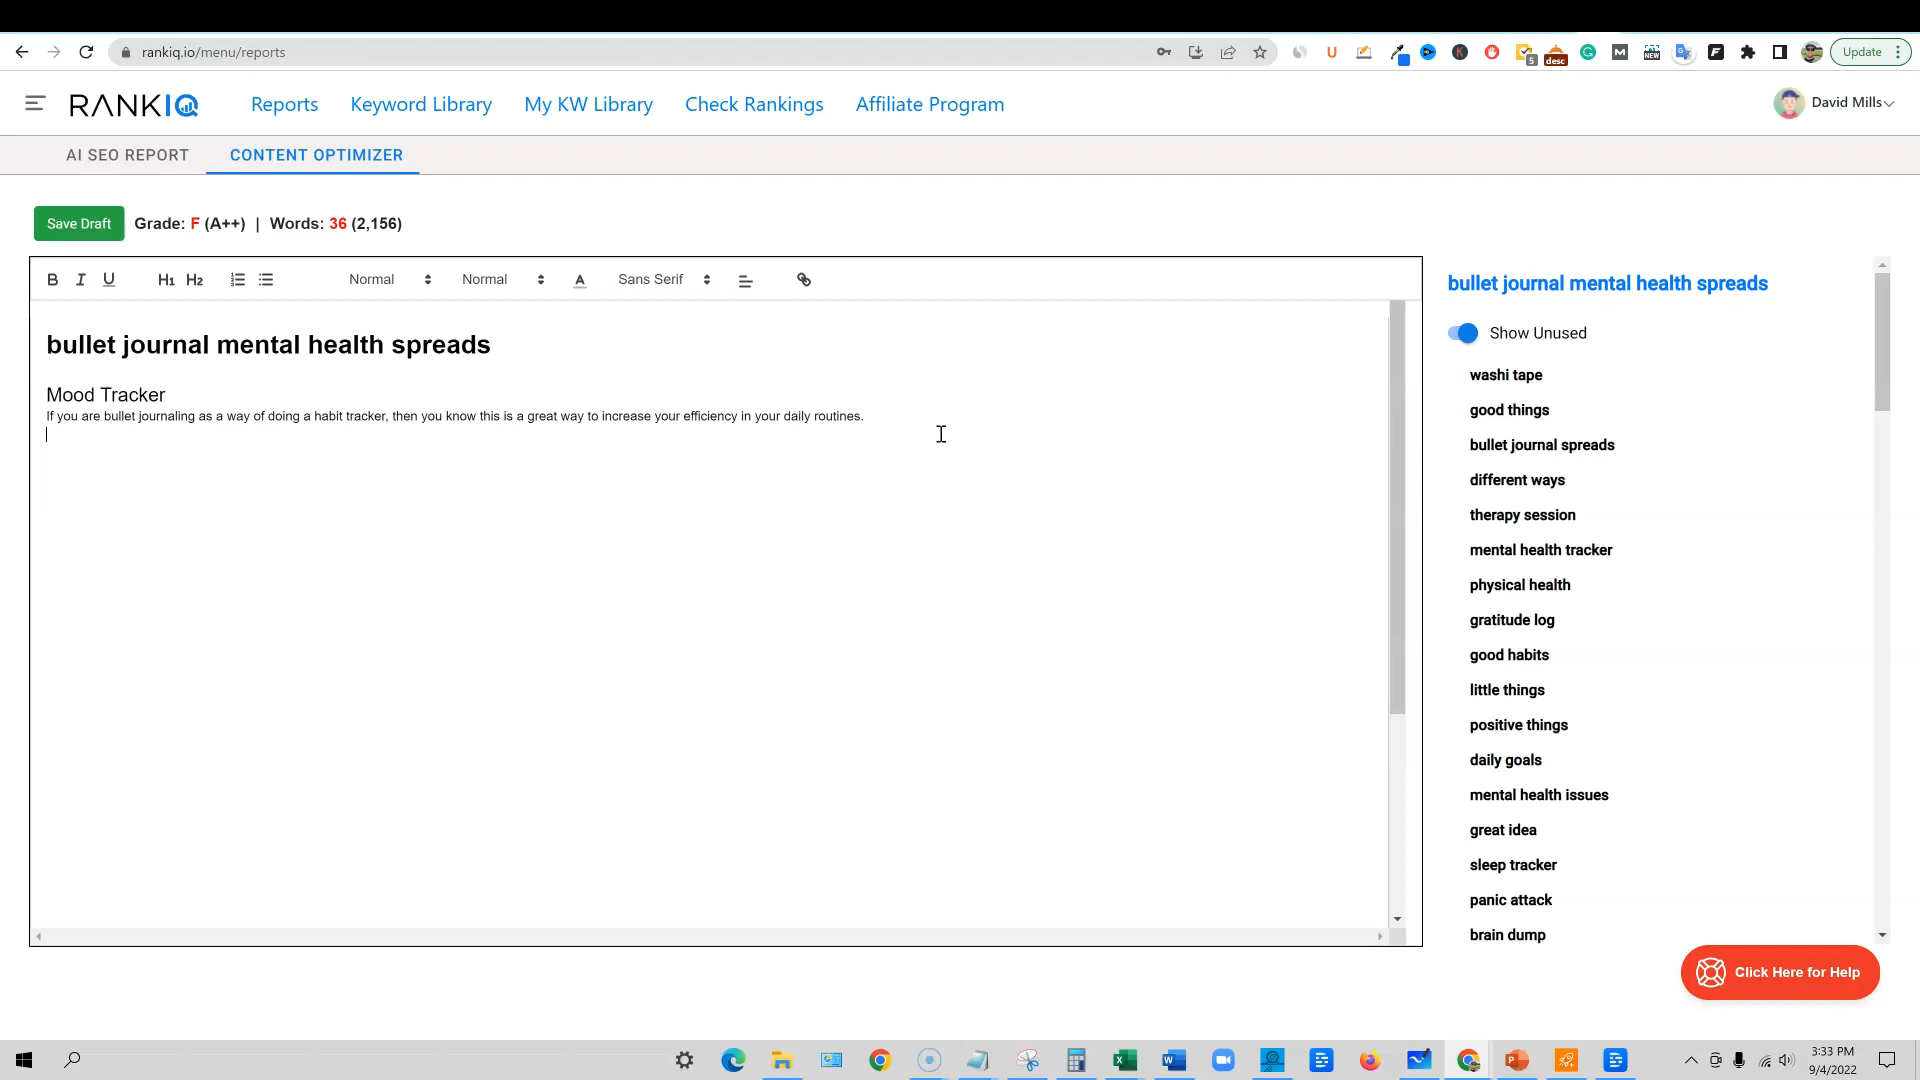 rankiq.io/menu/reports
U
K
5
desc
M
NEW
F
Update
RANKIQ
Reports
Keyword Library
My KW Library
Check Rankings
Affiliate Program
David Mills
AI SEO REPORT
CONTENT OPTIMIZER
Save Draft
Grade: F (A++) | Words: 36 (2,156)
B I U H1 H2 Normal Normal A Sans Serif
bullet journal mental health spreads
Mood Tracker
If you are bullet journaling as a way of doing a habit tracker, then you know this is a great way to increase your efficiency in your daily routines.
bullet journal mental health spreads
Show Unused
washi tape
good things
bullet journal spreads
different ways
therapy session
mental health tracker
physical health
gratitude log
good habits
little things
positive things
daily goals
mental health issues
great idea
sleep tracker
panic attack
brain dump
Click Here for Help
3:33 PM
9/4/2022